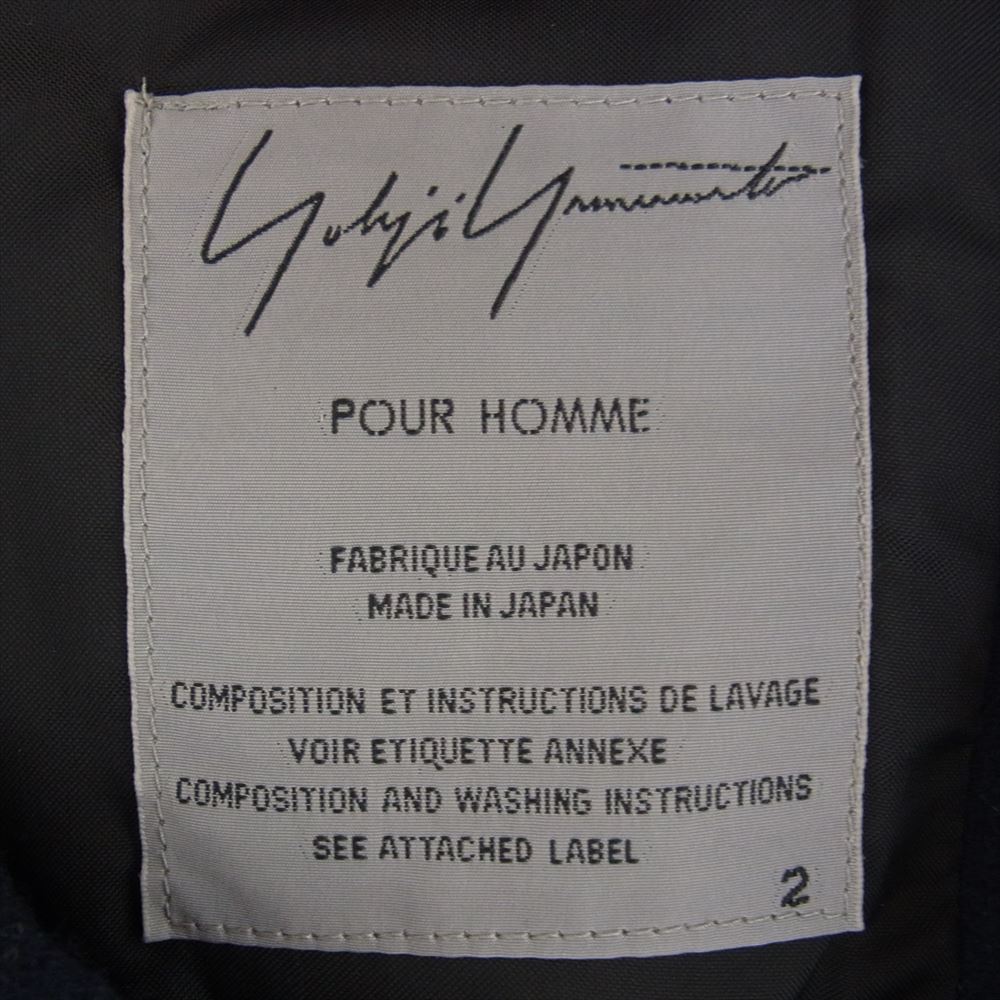 Yohji Yamamoto
POUR HOMME
FABRIQUE AU JAPON
MADE IN JAPAN
COMPOSITION ET INSTRUCTIONS DE LAVAGE
VOIR ETIQUETTE ANNEXE
COMPOSITION AND WASHING INSTRUCTIONS
SEE ATTACHED LABEL
2